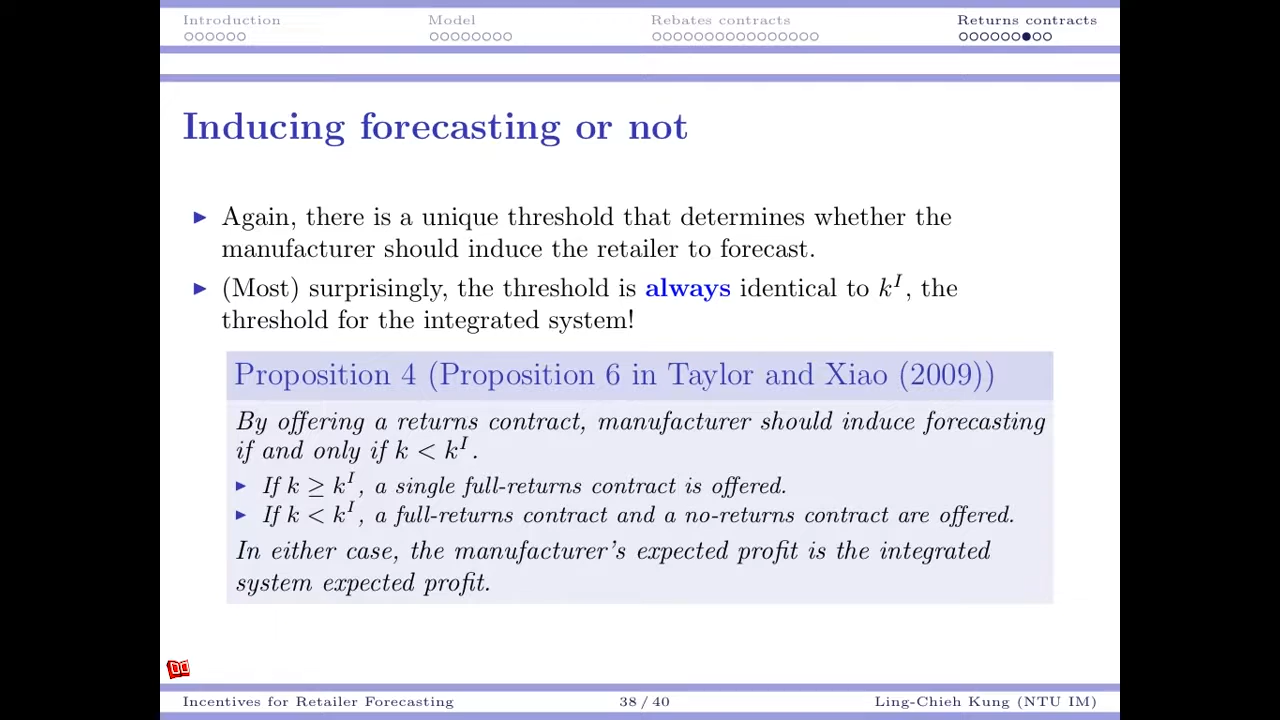 Introduction Model Rebates contracts Returns contracts
Inducing forecasting or not
▶ Again, there is a unique threshold that determines whether the
manufacturer should induce the retailer to forecast.
▶ (Most) surprisingly, the threshold is always identical to k^I, the
threshold for the integrated system!
Proposition 4 (Proposition 6 in Taylor and Xiao (2009))
By offering a returns contract, manufacturer should induce forecasting
if and only if k < k^I.
▶ If k ≥ k^I, a single full-returns contract is offered.
▶ If k < k^I, a full-returns contract and a no-returns contract are offered.
In either case, the manufacturer's expected profit is the integrated
system expected profit.
Incentives for Retailer Forecasting 38 / 40 Ling-Chieh Kung (NTU IM)